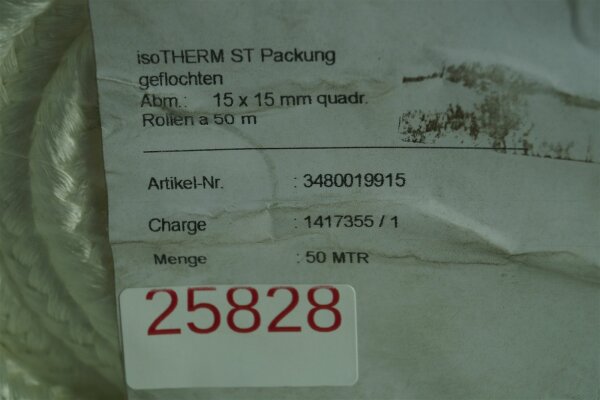 isoTHERM ST Packung
geflochten
Abm.: 15 x 15 mm quadr.
Rollen a 50 m
Artikel-Nr. : 3480019915
Charge : 1417355 / 1
Menge : 50 MTR
25828